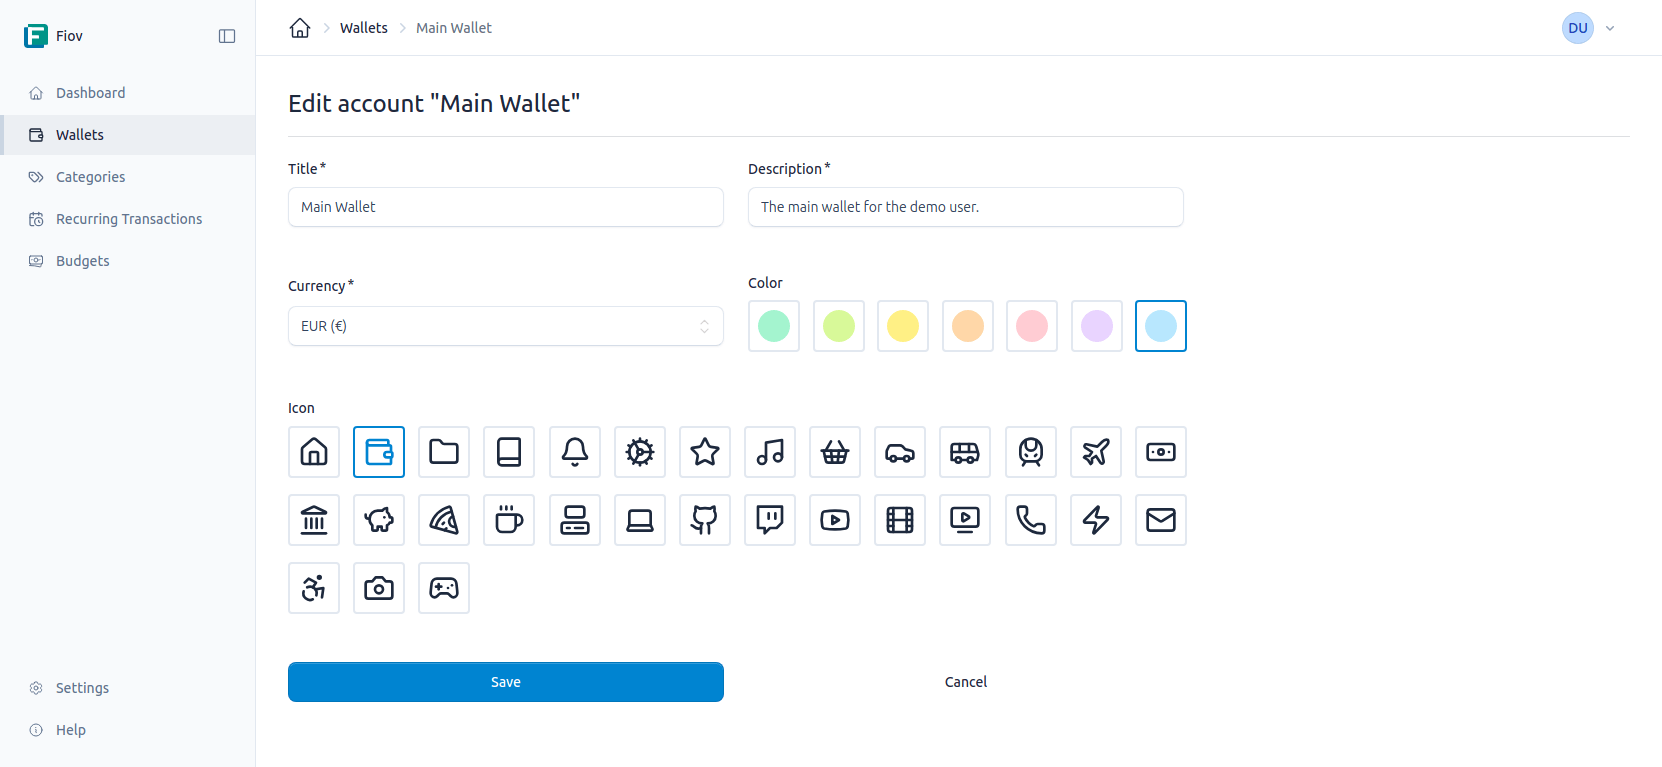 Fiov
Dashboard
Wallets
Categories
Recurring Transactions
Budgets
Settings
Help
Wallets
Main Wallet
DU
Edit account "Main Wallet"
Title*
Description*
Main Wallet
The main wallet for the demo user.
Currency*
Color
EUR (€)
Icon
Save
Cancel